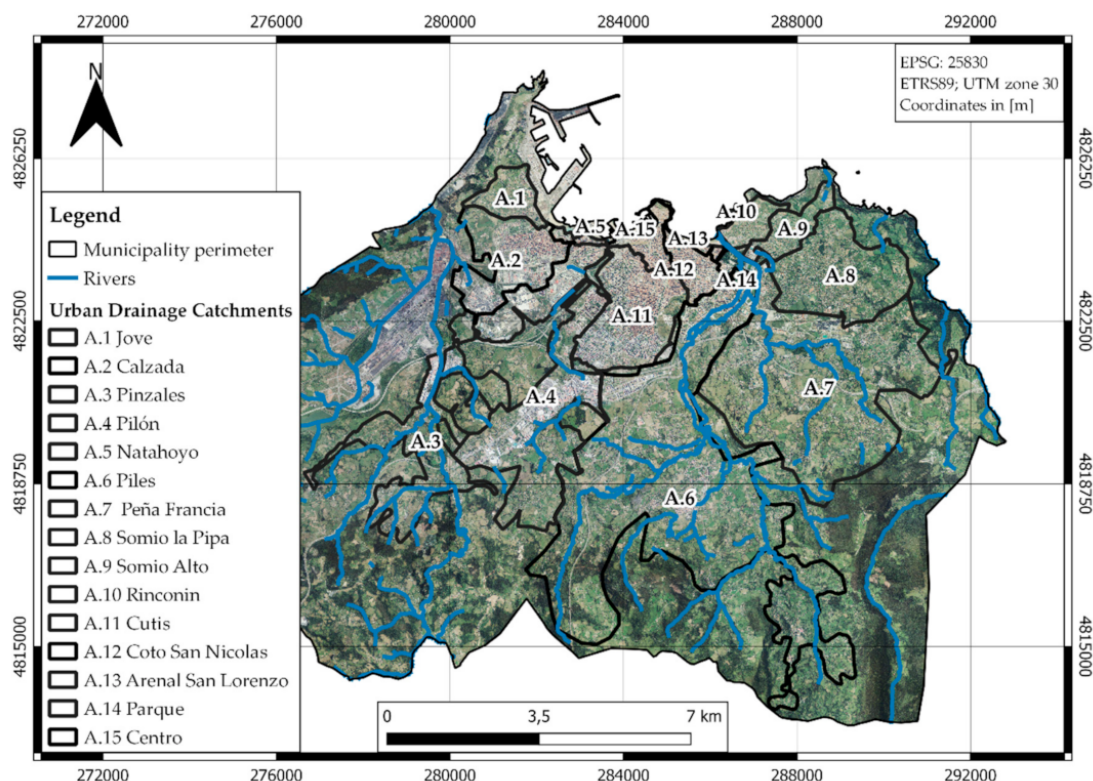 272000 276000 280000 284000 288000 292000
N
EPSG: 25830
ETRS89; UTM zone 30
Coordinates in [m]
4826250
4826250
Legend
Municipality perimeter
Rivers
Urban Drainage Catchments
A.1 Jove
A.2 Calzada
A.3 Pinzales
A.4 Pilón
A.5 Natahoyo
A.6 Piles
A.7 Peña Francia
A.8 Somio la Pipa
A.9 Somio Alto
A.10 Rinconin
A.11 Cutis
A.12 Coto San Nicolas
A.13 Arenal San Lorenzo
A.14 Parque
A.15 Centro
A.1
A.10
A.5
A.15
A.13
A.9
A.2
A.12
A.14
A.8
4822500
4822500
A.11
A.4
A.7
A.3
4818750
4818750
A.6
4815000
4815000
0 3,5 7 km
272000 276000 280000 284000 288000 292000